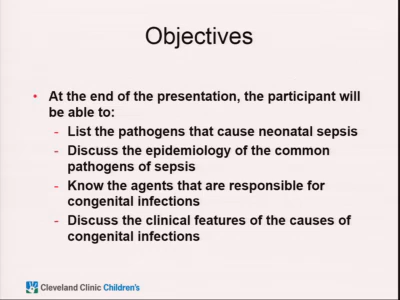 Objectives
• At the end of the presentation, the participant will
be able to:
- List the pathogens that cause neonatal sepsis
- Discuss the epidemiology of the common
pathogens of sepsis
- Know the agents that are responsible for
congenital infections
- Discuss the clinical features of the causes of
congenital infections
Cleveland Clinic Children's